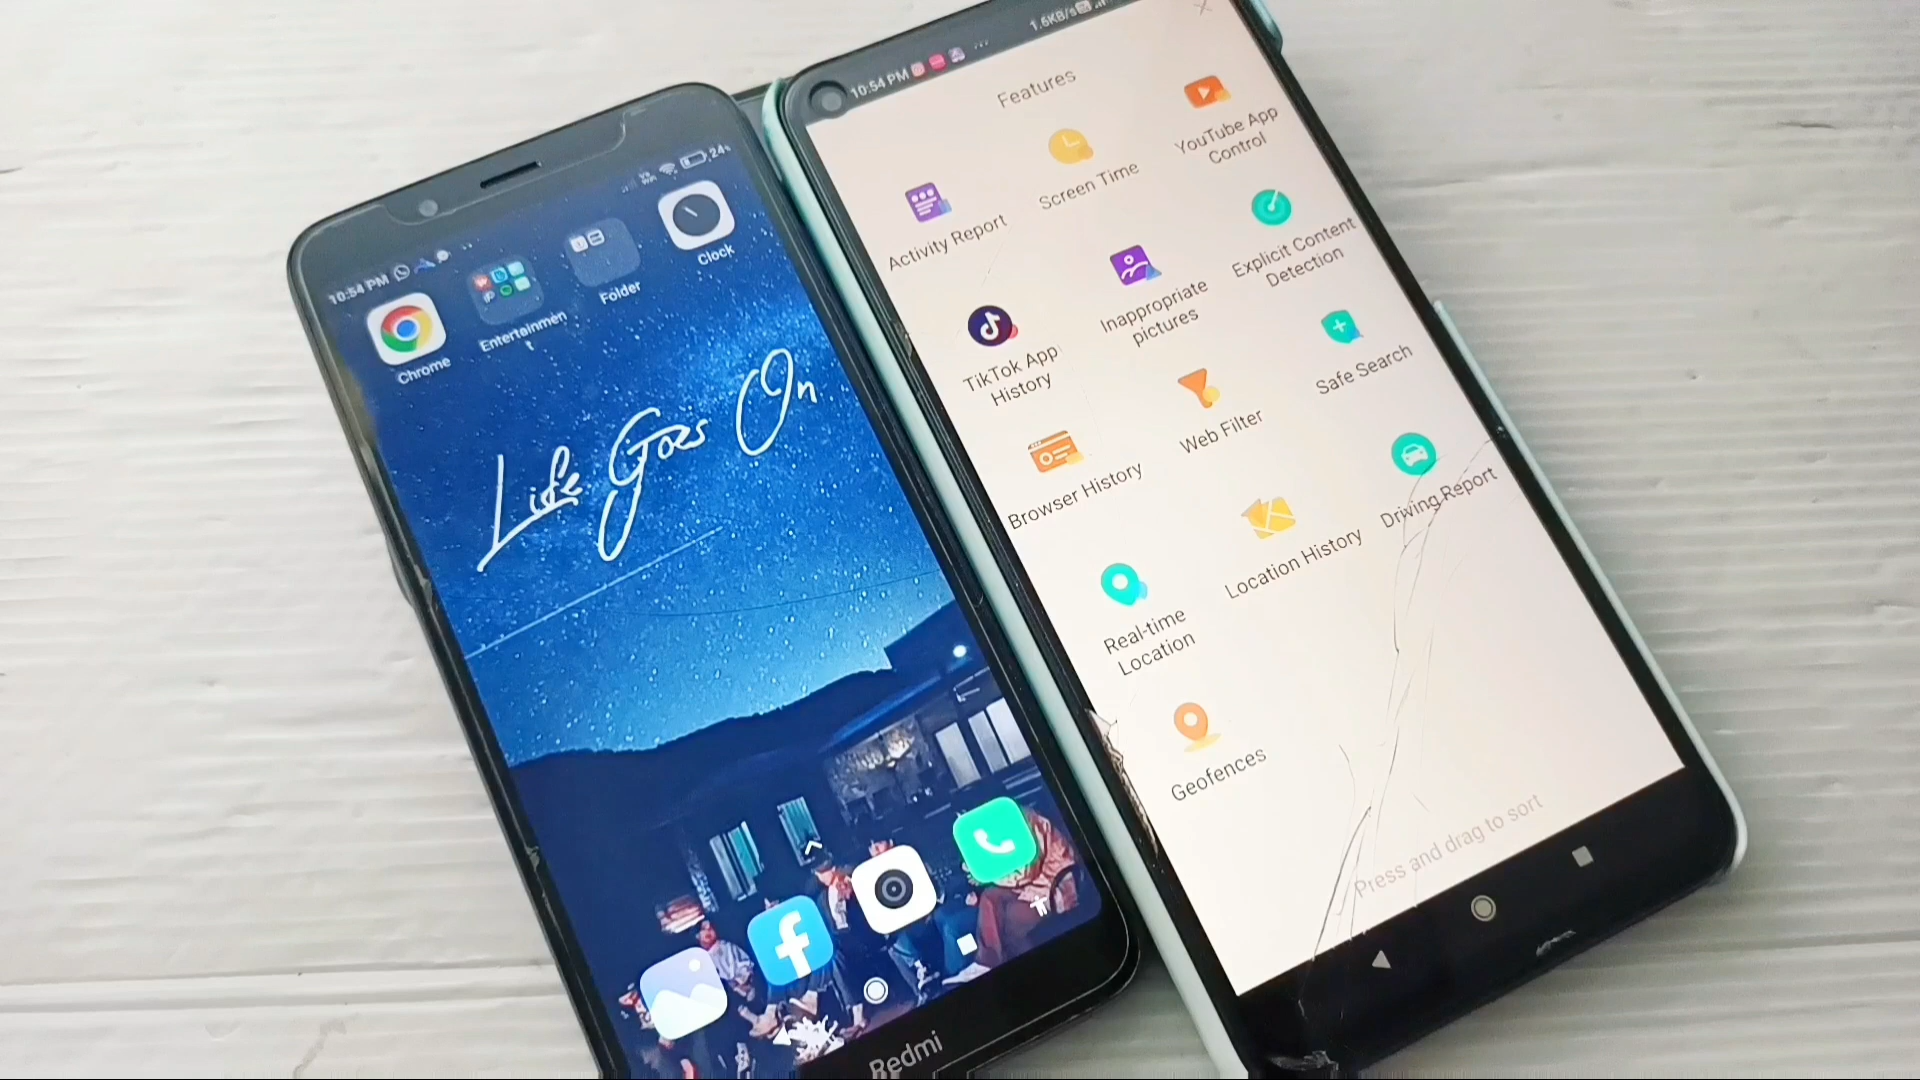 10:54 PM
24%
Chrome
Entertainmen
t
Folder
Clock
Life Goes On
Redmi
10:54 PM
1.6KB/s
Features
Activity Report
Screen Time
YouTube App
Control
TikTok App
History
Inappropriate
pictures
Explicit Content
Detection
Browser History
Web Filter
Safe Search
Real-time
Location
Location History
Driving Report
Geofences
Press and drag to sort